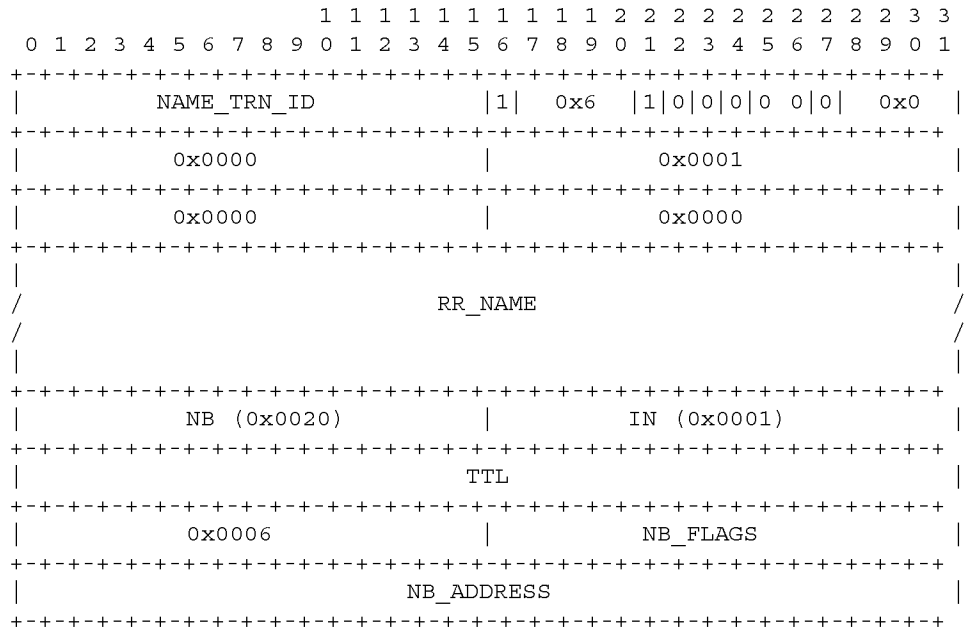 1 1 1 1 1 1 1 1 1 1 2 2 2 2 2 2 2 2 2 2 3 3
 0 1 2 3 4 5 6 7 8 9 0 1 2 3 4 5 6 7 8 9 0 1 2 3 4 5 6 7 8 9 0 1
+-+-+-+-+-+-+-+-+-+-+-+-+-+-+-+-+-+-+-+-+-+-+-+-+-+-+-+-+-+-+-+-+
|          NAME_TRN_ID            |1|  0x6  |1|0|0|0|0 0|0|  0x0  |
+-+-+-+-+-+-+-+-+-+-+-+-+-+-+-+-+-+-+-+-+-+-+-+-+-+-+-+-+-+-+-+-+
|          0x0000               |           0x0001              |
+-+-+-+-+-+-+-+-+-+-+-+-+-+-+-+-+-+-+-+-+-+-+-+-+-+-+-+-+-+-+-+-+
|          0x0000               |           0x0000              |
+-+-+-+-+-+-+-+-+-+-+-+-+-+-+-+-+-+-+-+-+-+-+-+-+-+-+-+-+-+-+-+-+
|                                                               |
/                            RR_NAME                            /
/                                                               /
|                                                               |
+-+-+-+-+-+-+-+-+-+-+-+-+-+-+-+-+-+-+-+-+-+-+-+-+-+-+-+-+-+-+-+-+
|           NB (0x0020)         |         IN (0x0001)           |
+-+-+-+-+-+-+-+-+-+-+-+-+-+-+-+-+-+-+-+-+-+-+-+-+-+-+-+-+-+-+-+-+
|                              TTL                              |
+-+-+-+-+-+-+-+-+-+-+-+-+-+-+-+-+-+-+-+-+-+-+-+-+-+-+-+-+-+-+-+-+
|           0x0006              |          NB_FLAGS             |
+-+-+-+-+-+-+-+-+-+-+-+-+-+-+-+-+-+-+-+-+-+-+-+-+-+-+-+-+-+-+-+-+
|                          NB_ADDRESS                           |
+-+-+-+-+-+-+-+-+-+-+-+-+-+-+-+-+-+-+-+-+-+-+-+-+-+-+-+-+-+-+-+-+